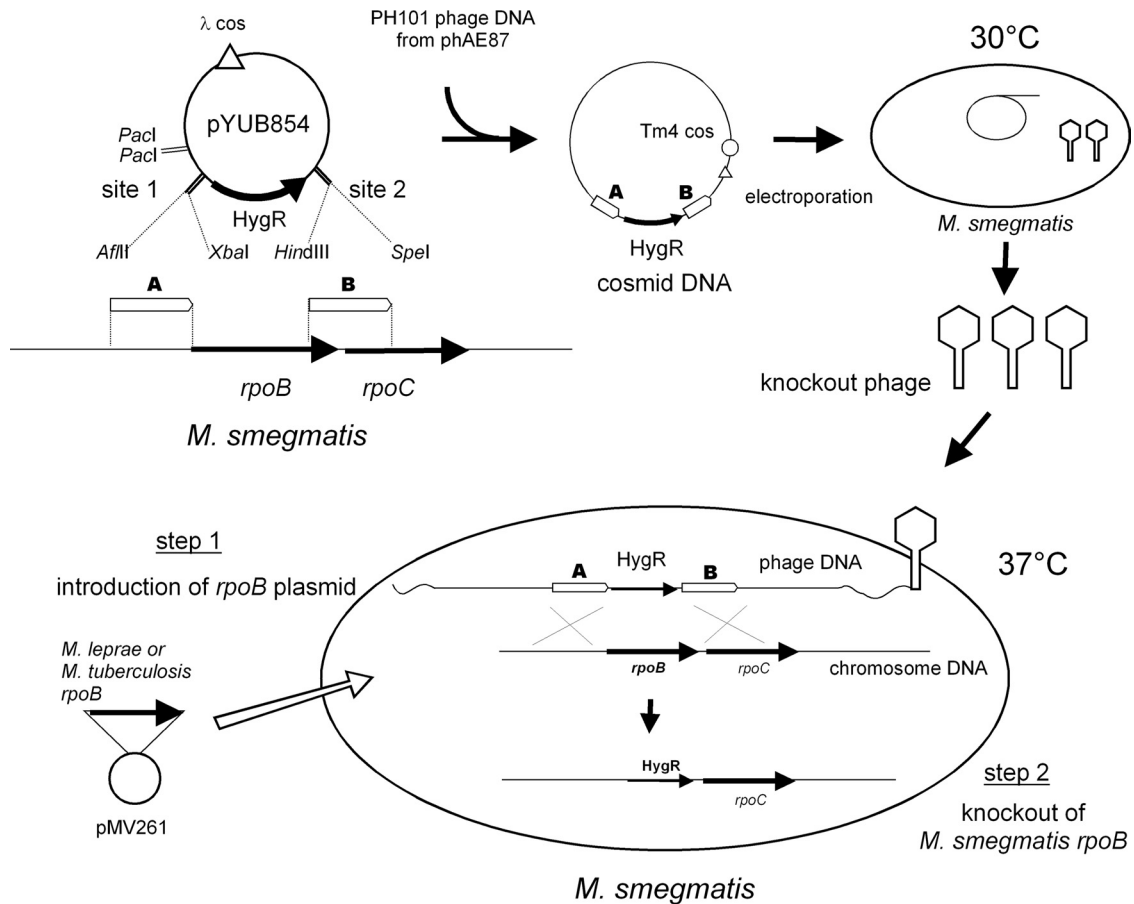 λ cos
PH101 phage DNA
from phAE87
30°C
pYUB854
PacI
PacI
site 1
site 2
HygR
AflII
XbaI
HindIII
SpeI
A
B
rpoB
rpoC
M. smegmatis
Tm4 cos
A
B
HygR
cosmid DNA
electroporation
M. smegmatis
knockout phage
step 1
introduction of rpoB plasmid
M. leprae or
M. tuberculosis
rpoB
pMV261
37°C
A
HygR
B
phage DNA
rpoB
rpoC
chromosome DNA
HygR
rpoC
step 2
knockout of
M. smegmatis rpoB
M. smegmatis